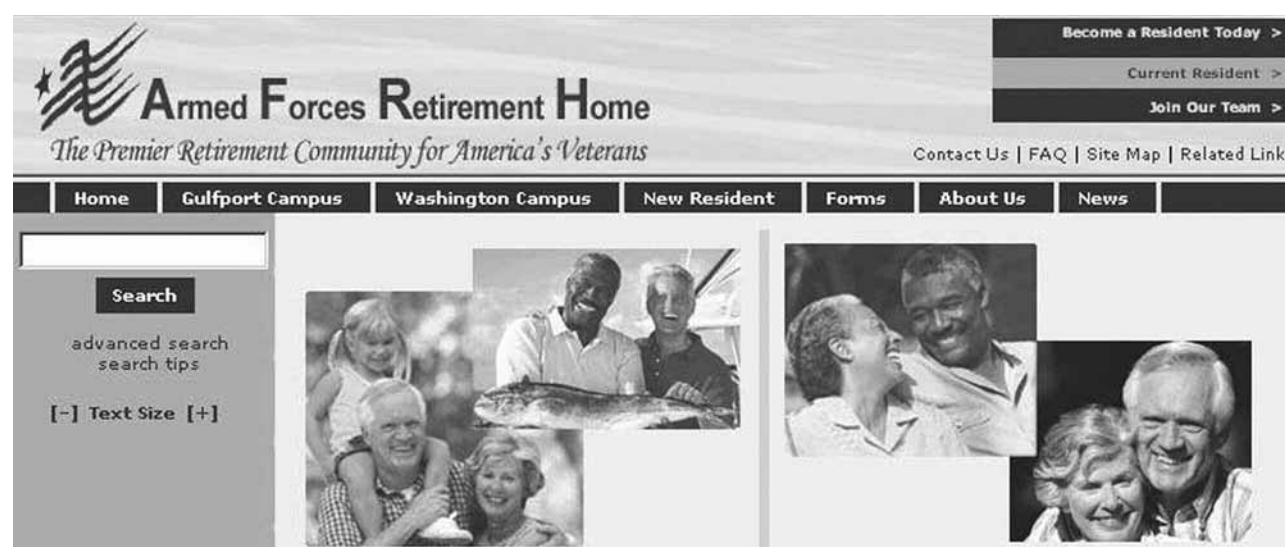 Become a Resident Today >
Current Resident >
Join Our Team >
Armed Forces Retirement Home
The Premier Retirement Community for America's Veterans
Contact Us | FAQ | Site Map | Related Link
Home Gulfport Campus Washington Campus New Resident Forms About Us News
Search
advanced search
search tips
[-] Text Size [+]